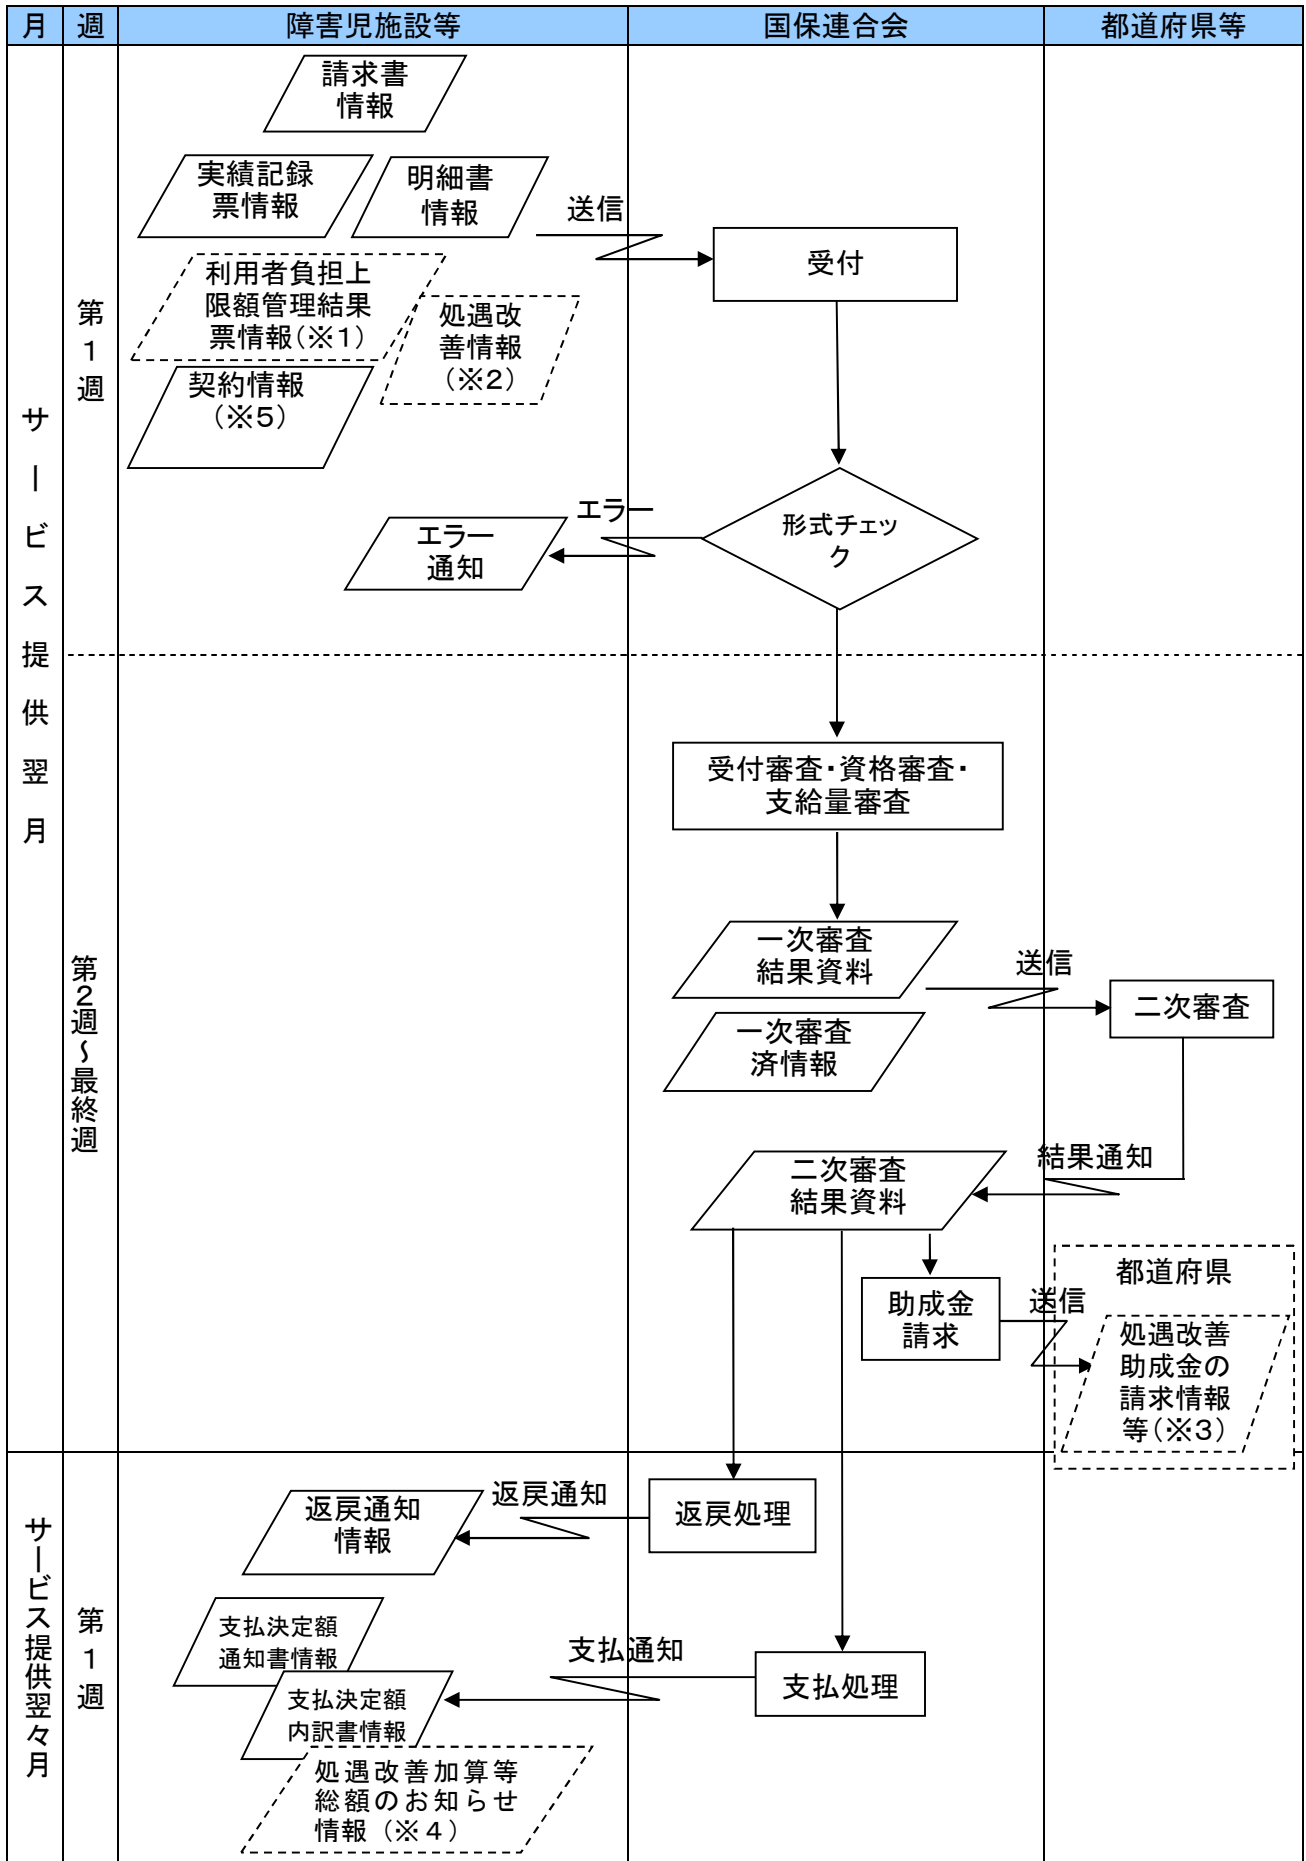 月 週 障害児施設等 国保連合会 都道府県等
サービス提供翌月
第1週
請求書
情報
実績記録
票情報
明細書
情報
送信
受付
利用者負担上
限額管理結果
票情報(※1)
処遇改
善情報
(※2)
契約情報
(※5)
エラー
エラー
通知
形式チェッ
ク
第2週~最終週
受付審査・資格審査・
支給量審査
一次審査
結果資料
送信
二次審査
一次審査
済情報
結果通知
二次審査
結果資料
助成金
請求
送信
都道府県
処遇改善
助成金の
請求情報
等(※3)
サービス提供翌々月
第1週
返戻通知
情報
返戻通知
返戻処理
支払決定額
通知書情報
支払通知
支払処理
支払決定額
内訳書情報
処遇改善加算等
総額のお知らせ
情報(※4)